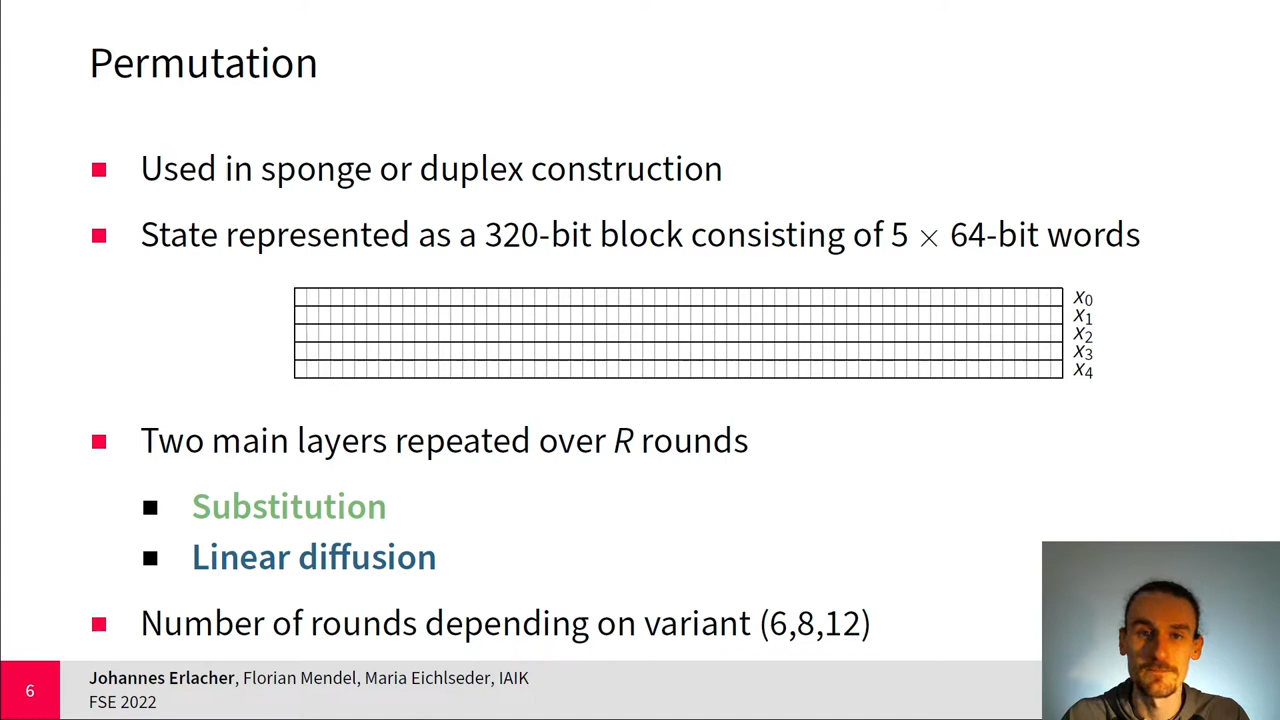 Permutation
Used in sponge or duplex construction
State represented as a 320-bit block consisting of 5 × 64-bit words
x₀
x₁
x₂
x₃
x₄
Two main layers repeated over R rounds
Substitution
Linear diffusion
Number of rounds depending on variant (6,8,12)
6
Johannes Erlacher, Florian Mendel, Maria Eichlseder, IAIK
FSE 2022